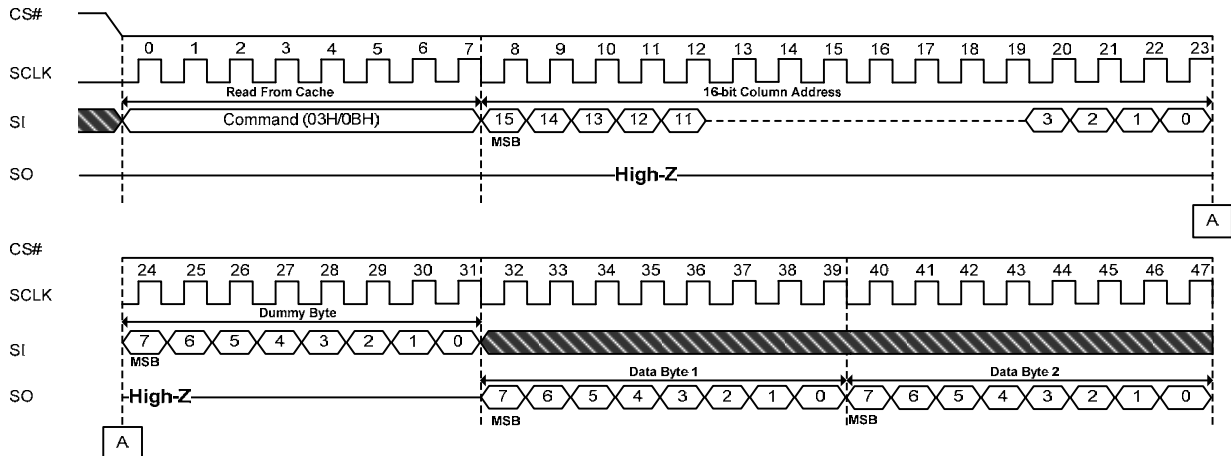 CS#
0 1 2 3 4 5 6 7 8 9 10 11 12 13 14 15 16 17 18 19 20 21 22 23
SCLK
Read From Cache 16-bit Column Address
SI Command (03H/0BH) 15 14 13 12 11 3 2 1 0
MSB
SO High-Z
A
CS#
24 25 26 27 28 29 30 31 32 33 34 35 36 37 38 39 40 41 42 43 44 45 46 47
SCLK
Dummy Byte
SI 7 6 5 4 3 2 1 0
MSB
Data Byte 1 Data Byte 2
SO High-Z 7 6 5 4 3 2 1 0 7 6 5 4 3 2 1 0
MSB MSB
A